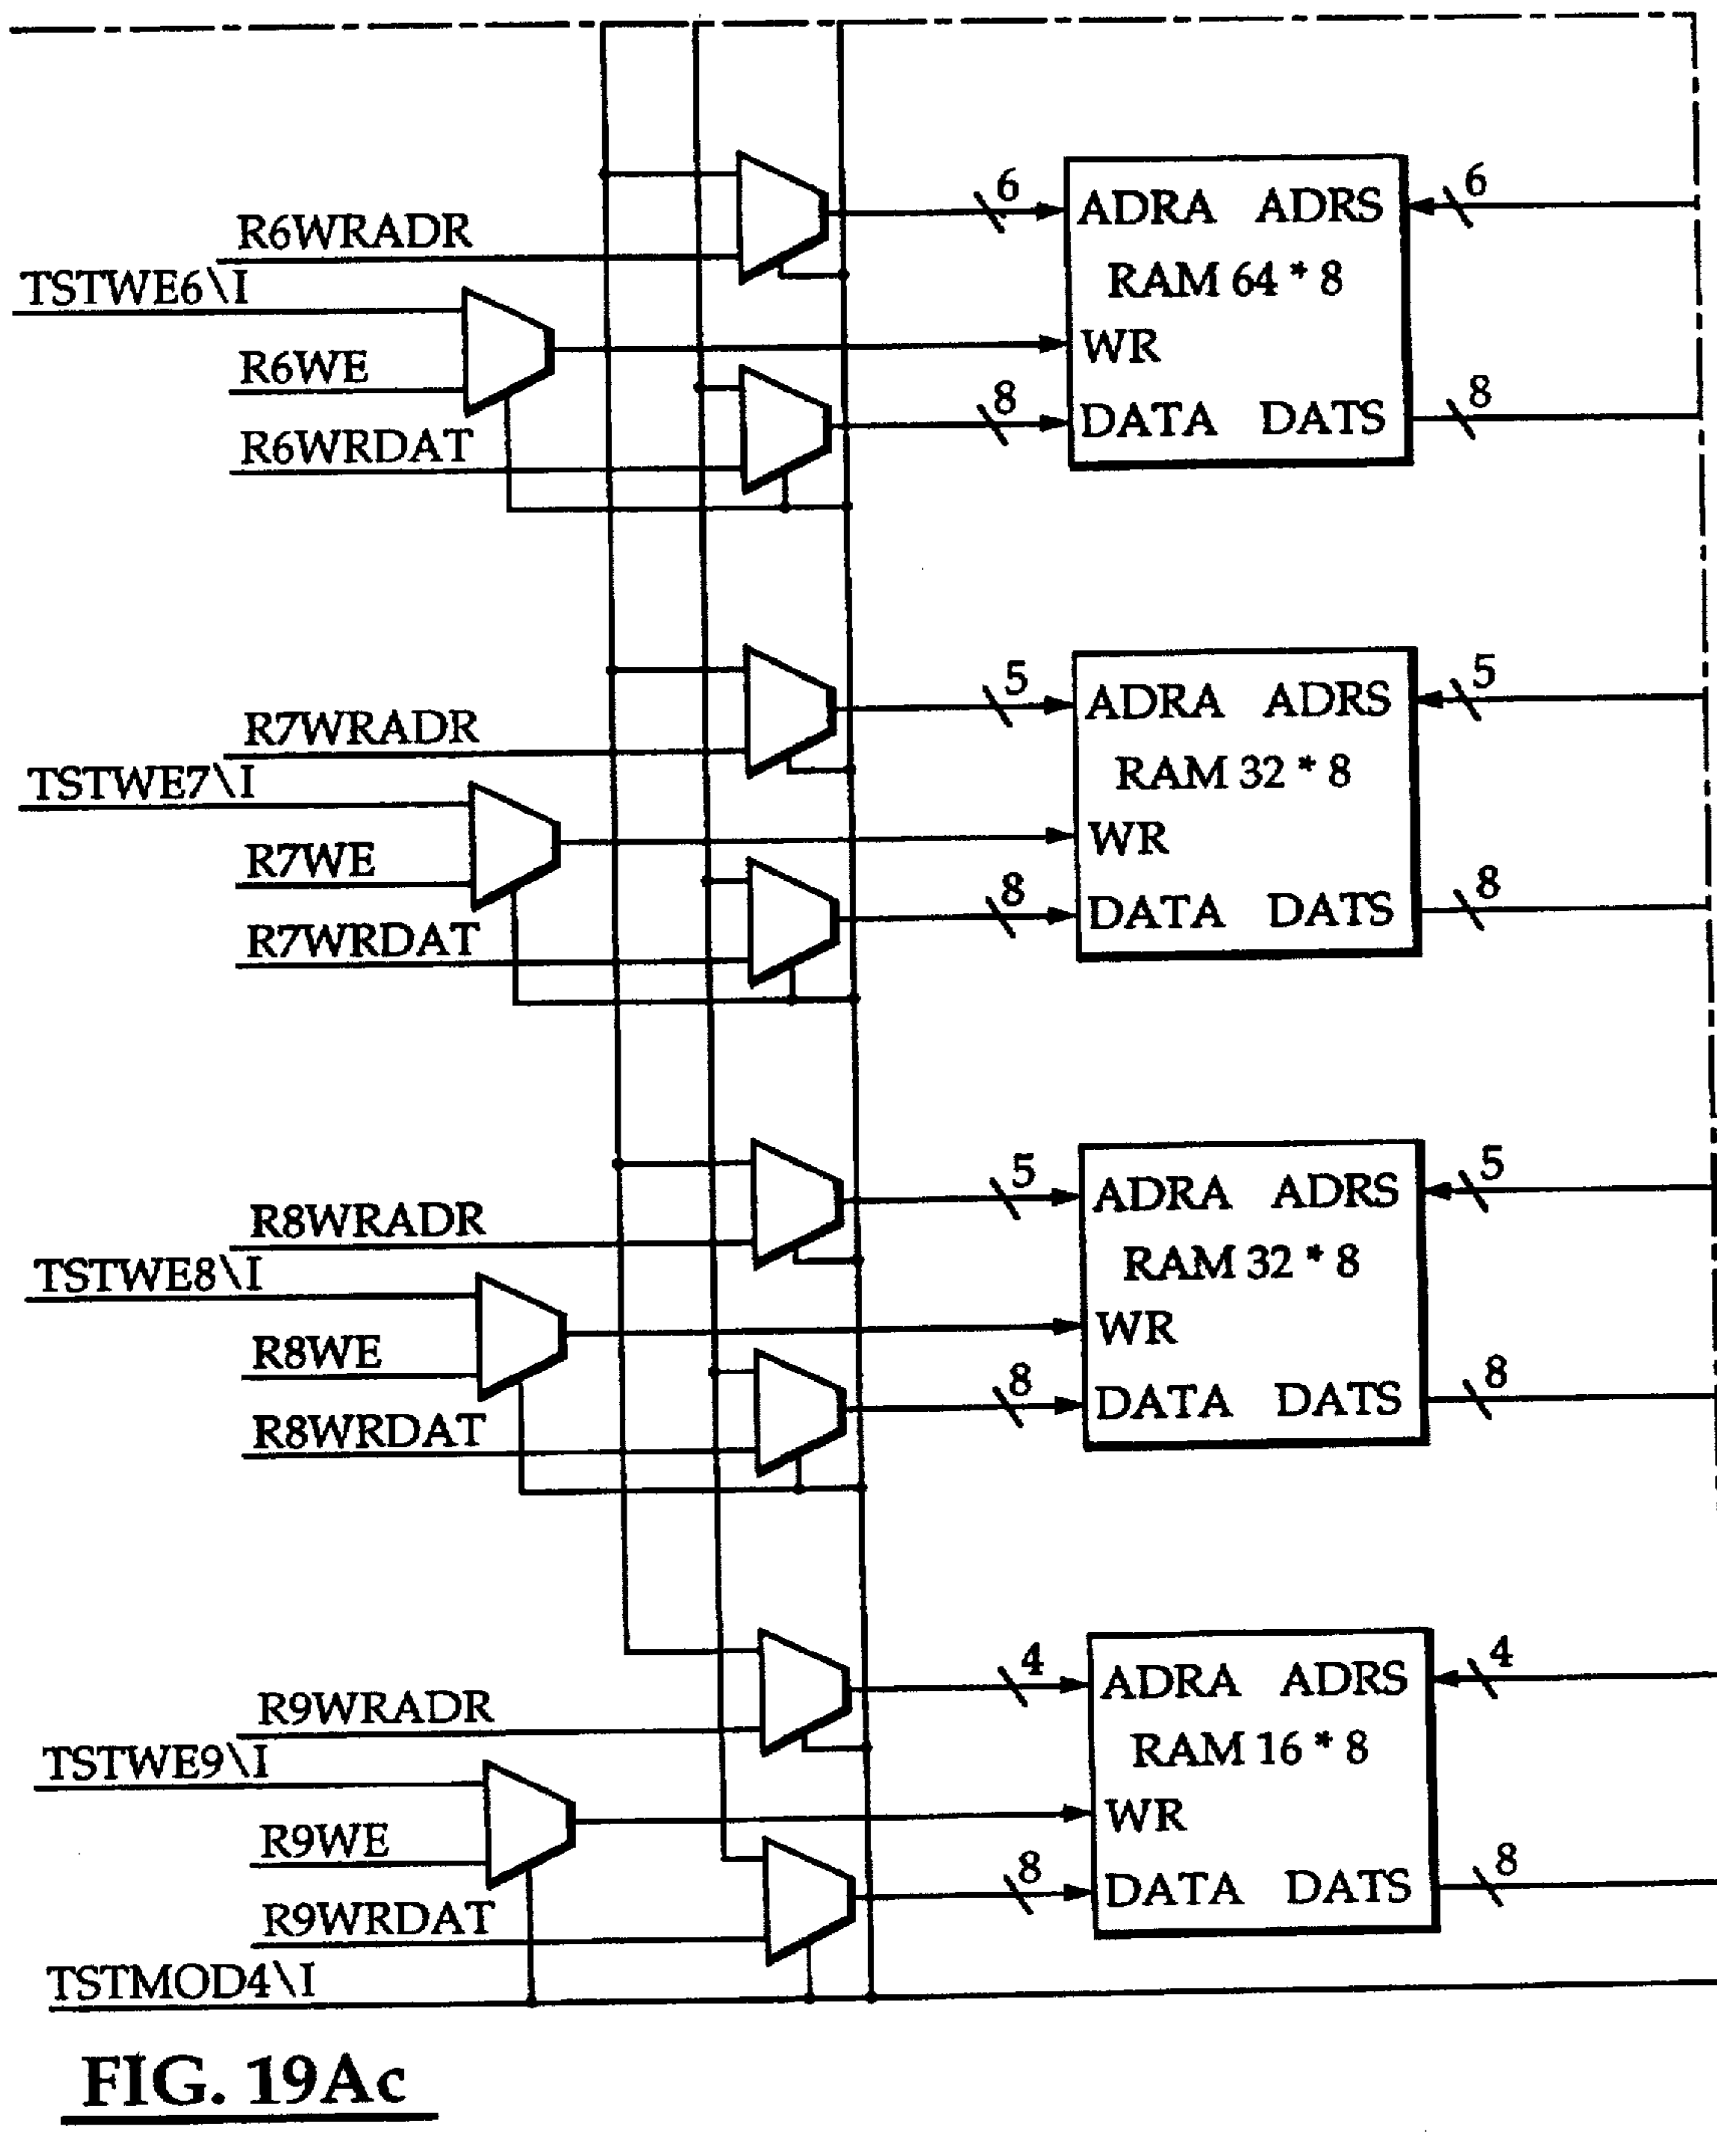 6 6
ADRA ADRS
R6WRADR
RAM 64 * 8
TSTWE6\I
WR
R6WE
8 8
DATA DATS
R6WRDAT
5 5
ADRA ADRS
R7WRADR
RAM 32 * 8
TSTWE7\I
WR
R7WE
8 8
DATA DATS
R7WRDAT
5 5
ADRA ADRS
R8WRADR
RAM 32 * 8
TSTWE8\I
WR
R8WE
8 8
DATA DATS
R8WRDAT
4 4
ADRA ADRS
R9WRADR
RAM 16 * 8
TSTWE9\I
WR
R9WE
8 8
DATA DATS
R9WRDAT
TSTMOD4\I
FIG. 19Ac